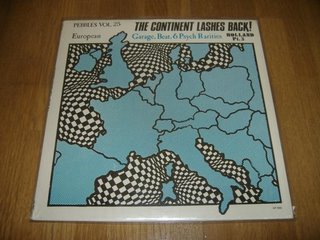 PEBBLES VOL. 25 THE CONTINENT LASHES BACK!
European Garage, Beat, & Psych Rarities HOLLAND
Pt. 2